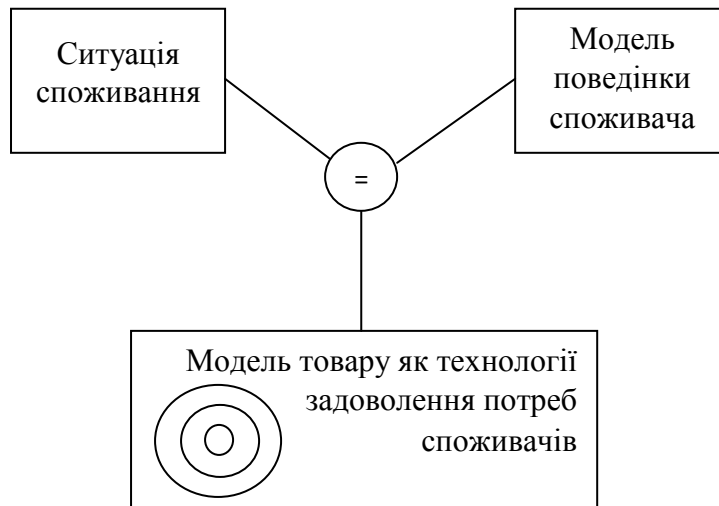 Ситуація
споживання
Модель
поведінки
споживача
=
Модель товару як технології
задоволення потреб
споживачів